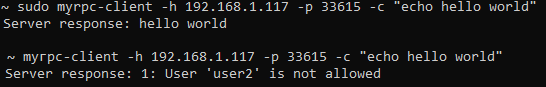 ~ sudo myrpc-client -h 192.168.1.117 -p 33615 -c "echo hello world"
Server response: hello world
~ myrpc-client -h 192.168.1.117 -p 33615 -c "echo hello world"
Server response: 1: User 'user2' is not allowed